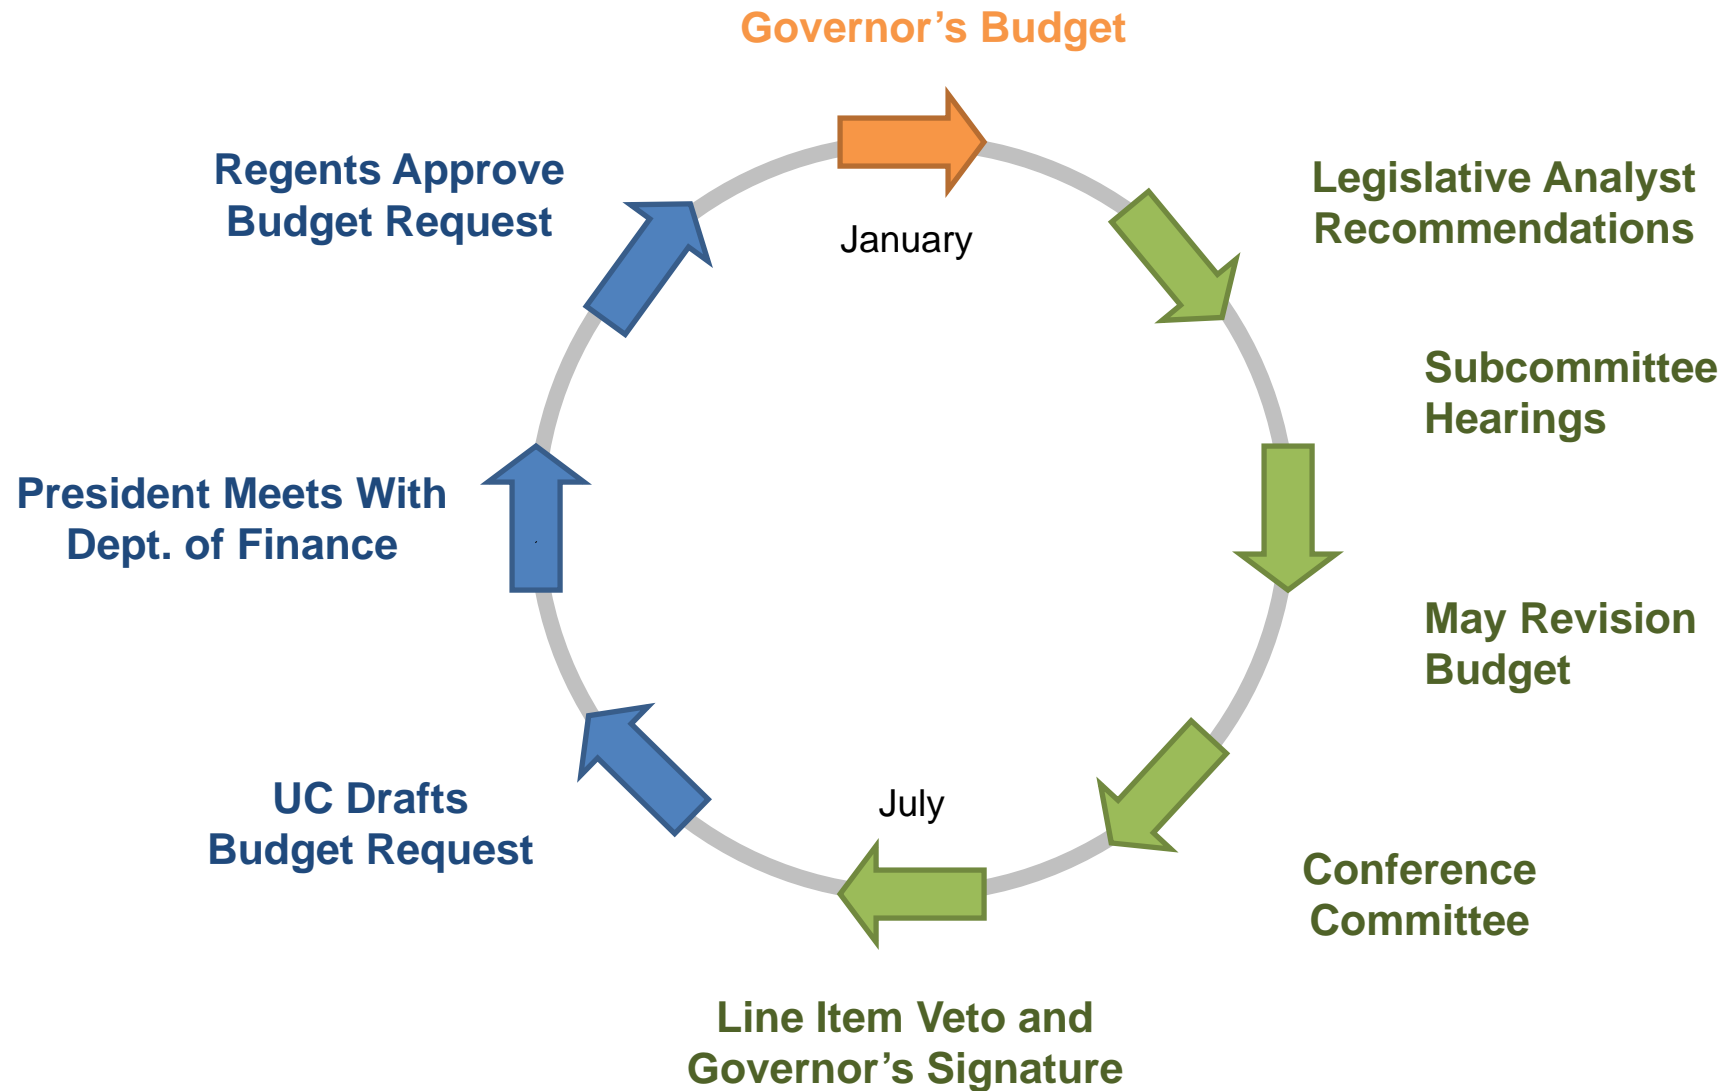 Governor’s Budget
January
Legislative Analyst
Recommendations
Subcommittee
Hearings
May Revision
Budget
Conference
Committee
July
Line Item Veto and
Governor’s Signature
UC Drafts
Budget Request
President Meets With
Dept. of Finance
Regents Approve
Budget Request